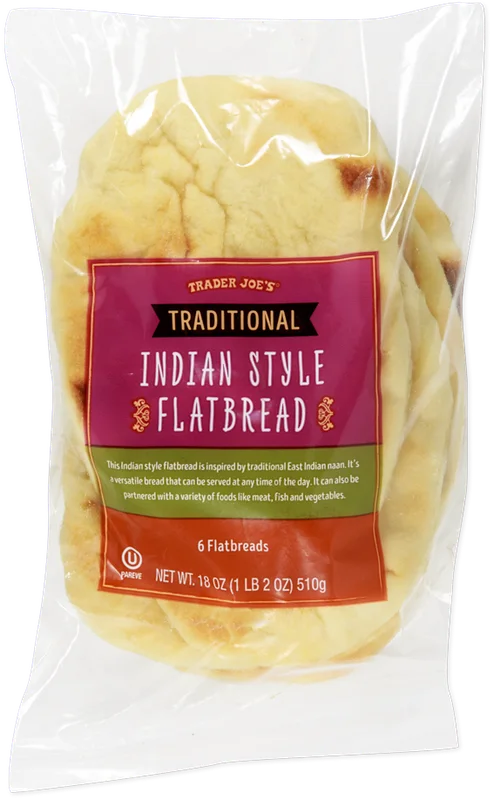 TRADER JOE'S®
TRADITIONAL
INDIAN STYLE
FLATBREAD
This Indian style flatbread is inspired by traditional East Indian naan. It's
a versatile bread that can be served at any time of the day. It can also be
partnered with a variety of foods like meat, fish and vegetables.
6 Flatbreads
U
PAREVE
NET WT. 18 OZ (1 LB 2 OZ) 510g